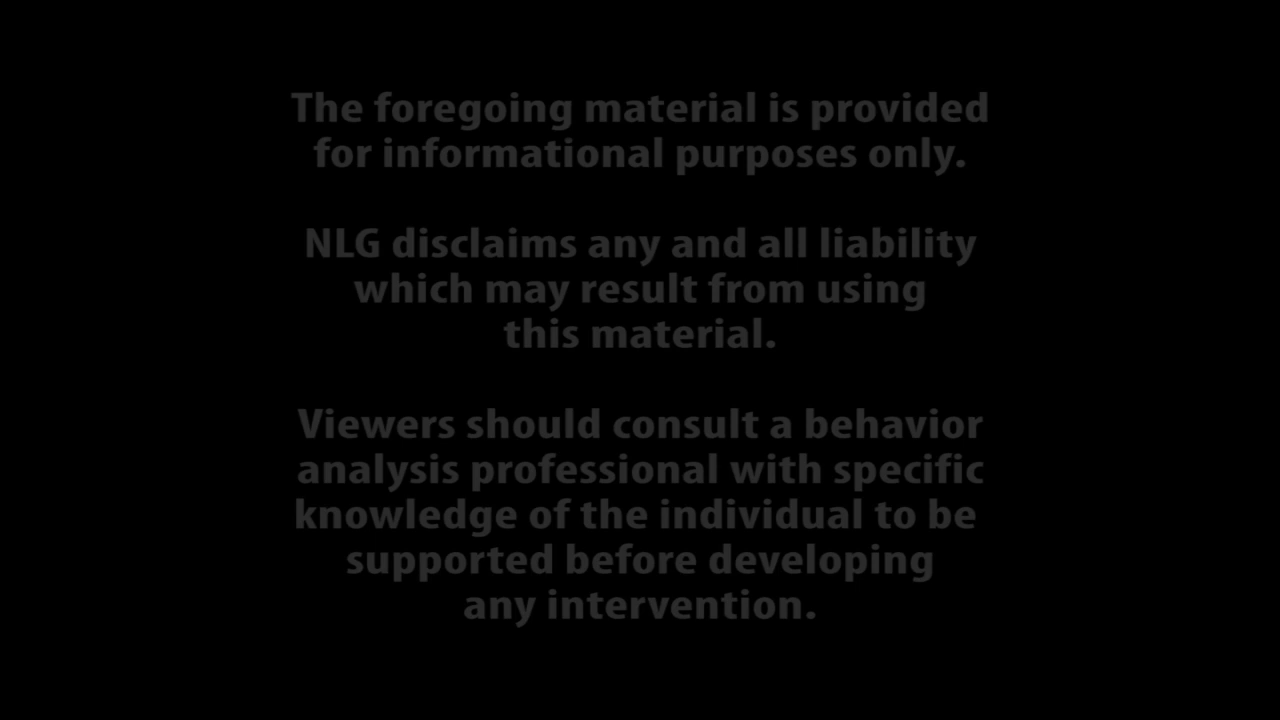 The foregoing material is provided
for informational purposes only.
NLG disclaims any and all liability
which may result from using
this material.
Viewers should consult a behavior
analysis professional with specific
knowledge of the individual to be
supported before developing
any intervention.